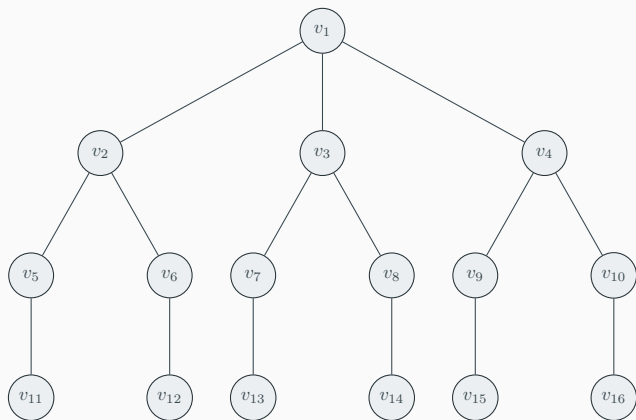 v₁
v₂ v₃ v₄
v₅ v₆ v₇ v₈ v₉ v₁₀
v₁₁ v₁₂ v₁₃ v₁₄ v₁₅ v₁₆